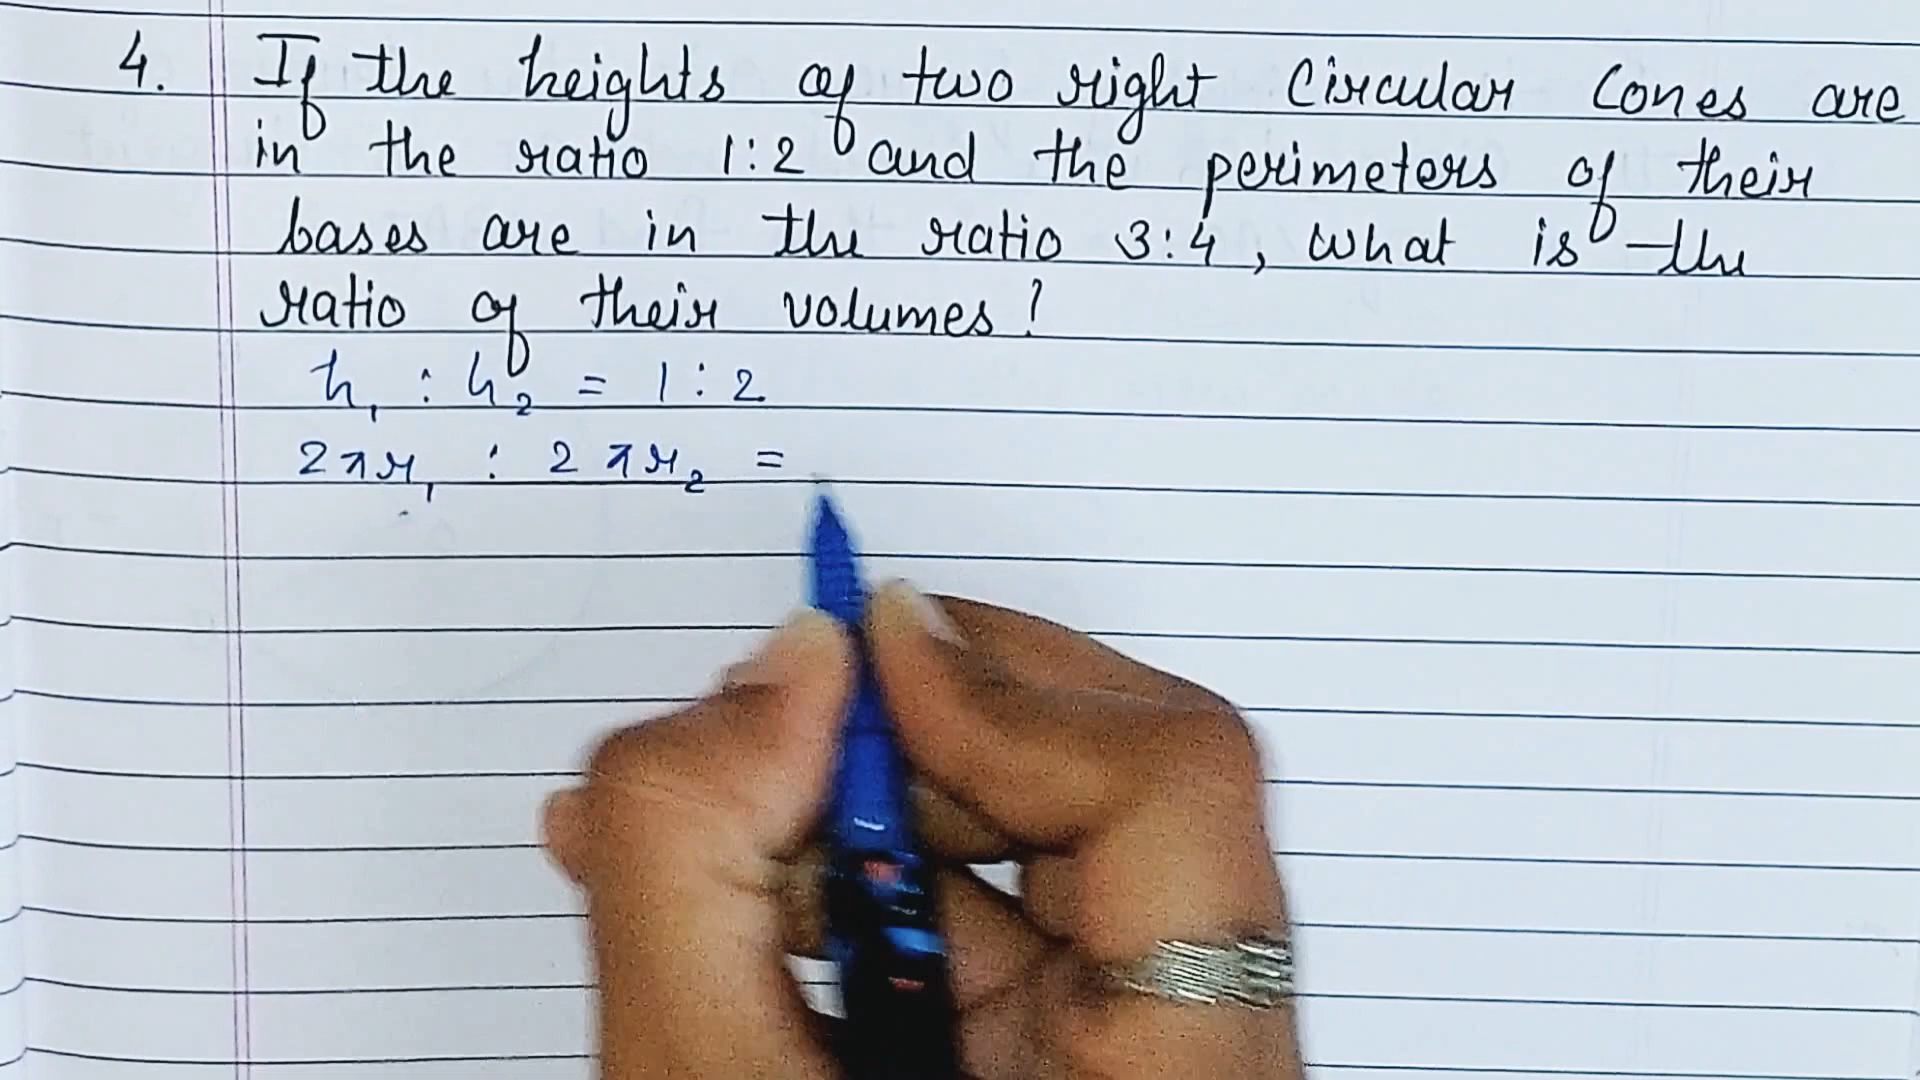 4. If the heights of two right Circular Cones are
in the ratio 1:2 and the perimeters of their
bases are in the ratio 3:4, what is the
ratio of their volumes?
h₁ : h₂ = 1 : 2
2πr₁ : 2πr₂ =